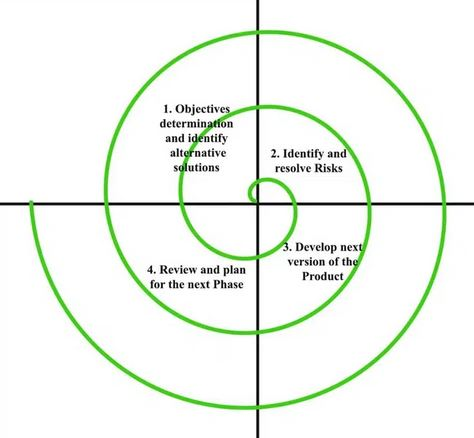 1. Objectives
determination
and identify
alternative
solutions
2. Identify and
resolve Risks
3. Develop next
version of the
Product
4. Review and plan
for the next Phase